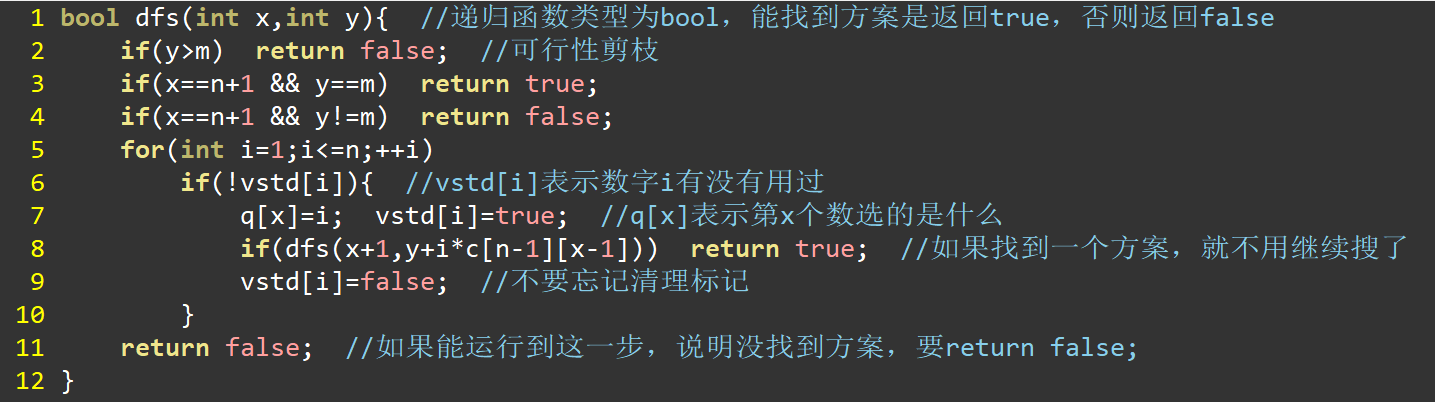 1 bool dfs(int x,int y){  //递归函数类型为bool，能找到方案是返回true，否则返回false
2     if(y>m)  return false;  //可行性剪枝
3     if(x==n+1 && y==m)  return true;
4     if(x==n+1 && y!=m)  return false;
5     for(int i=1;i<=n;++i)
6         if(!vstd[i]){  //vstd[i]表示数字i有没有用过
7             q[x]=i;  vstd[i]=true;  //q[x]表示第x个数选的是什么
8             if(dfs(x+1,y+i*c[n-1][x-1]))  return true;  //如果找到一个方案，就不用继续搜了
9             vstd[i]=false;  //不要忘记清理标记
10         }
11     return false;  //如果能运行到这一步，说明没找到方案，要return false;
12 }